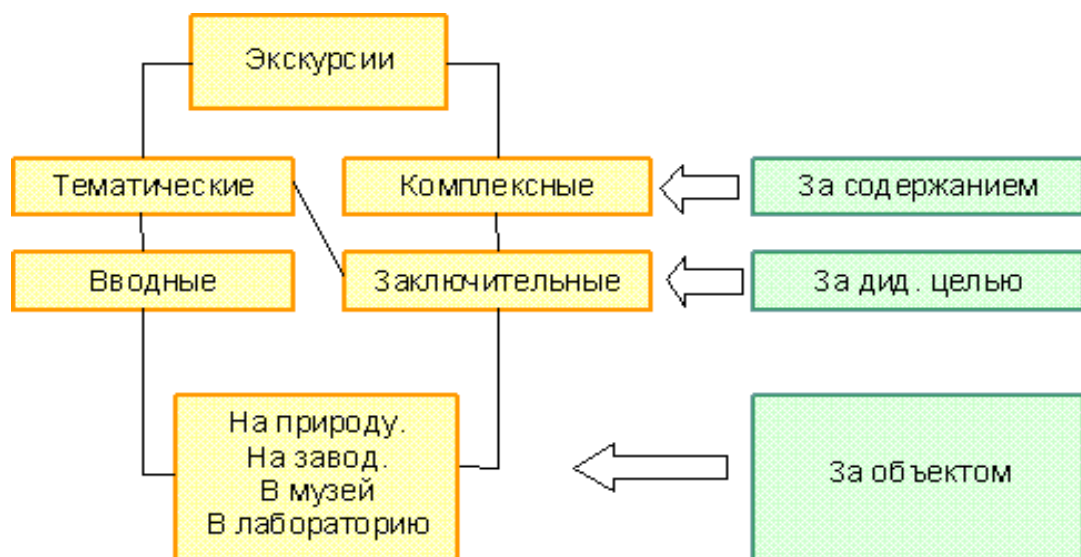 Экскурсии
Тематические
Комплексные
За содержанием
Вводные
Заключительные
За дид. целью
На природу.
На завод.
В музей
В лабораторию
За объектом